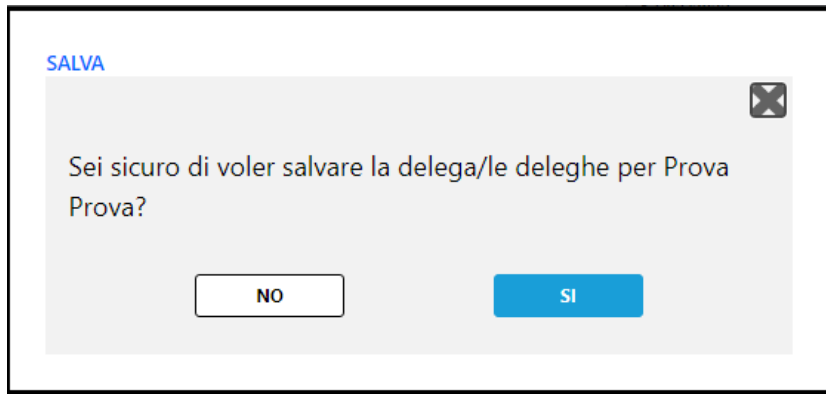 SALVA
Sei sicuro di voler salvare la delega/le deleghe per Prova
Prova?
NO
SI